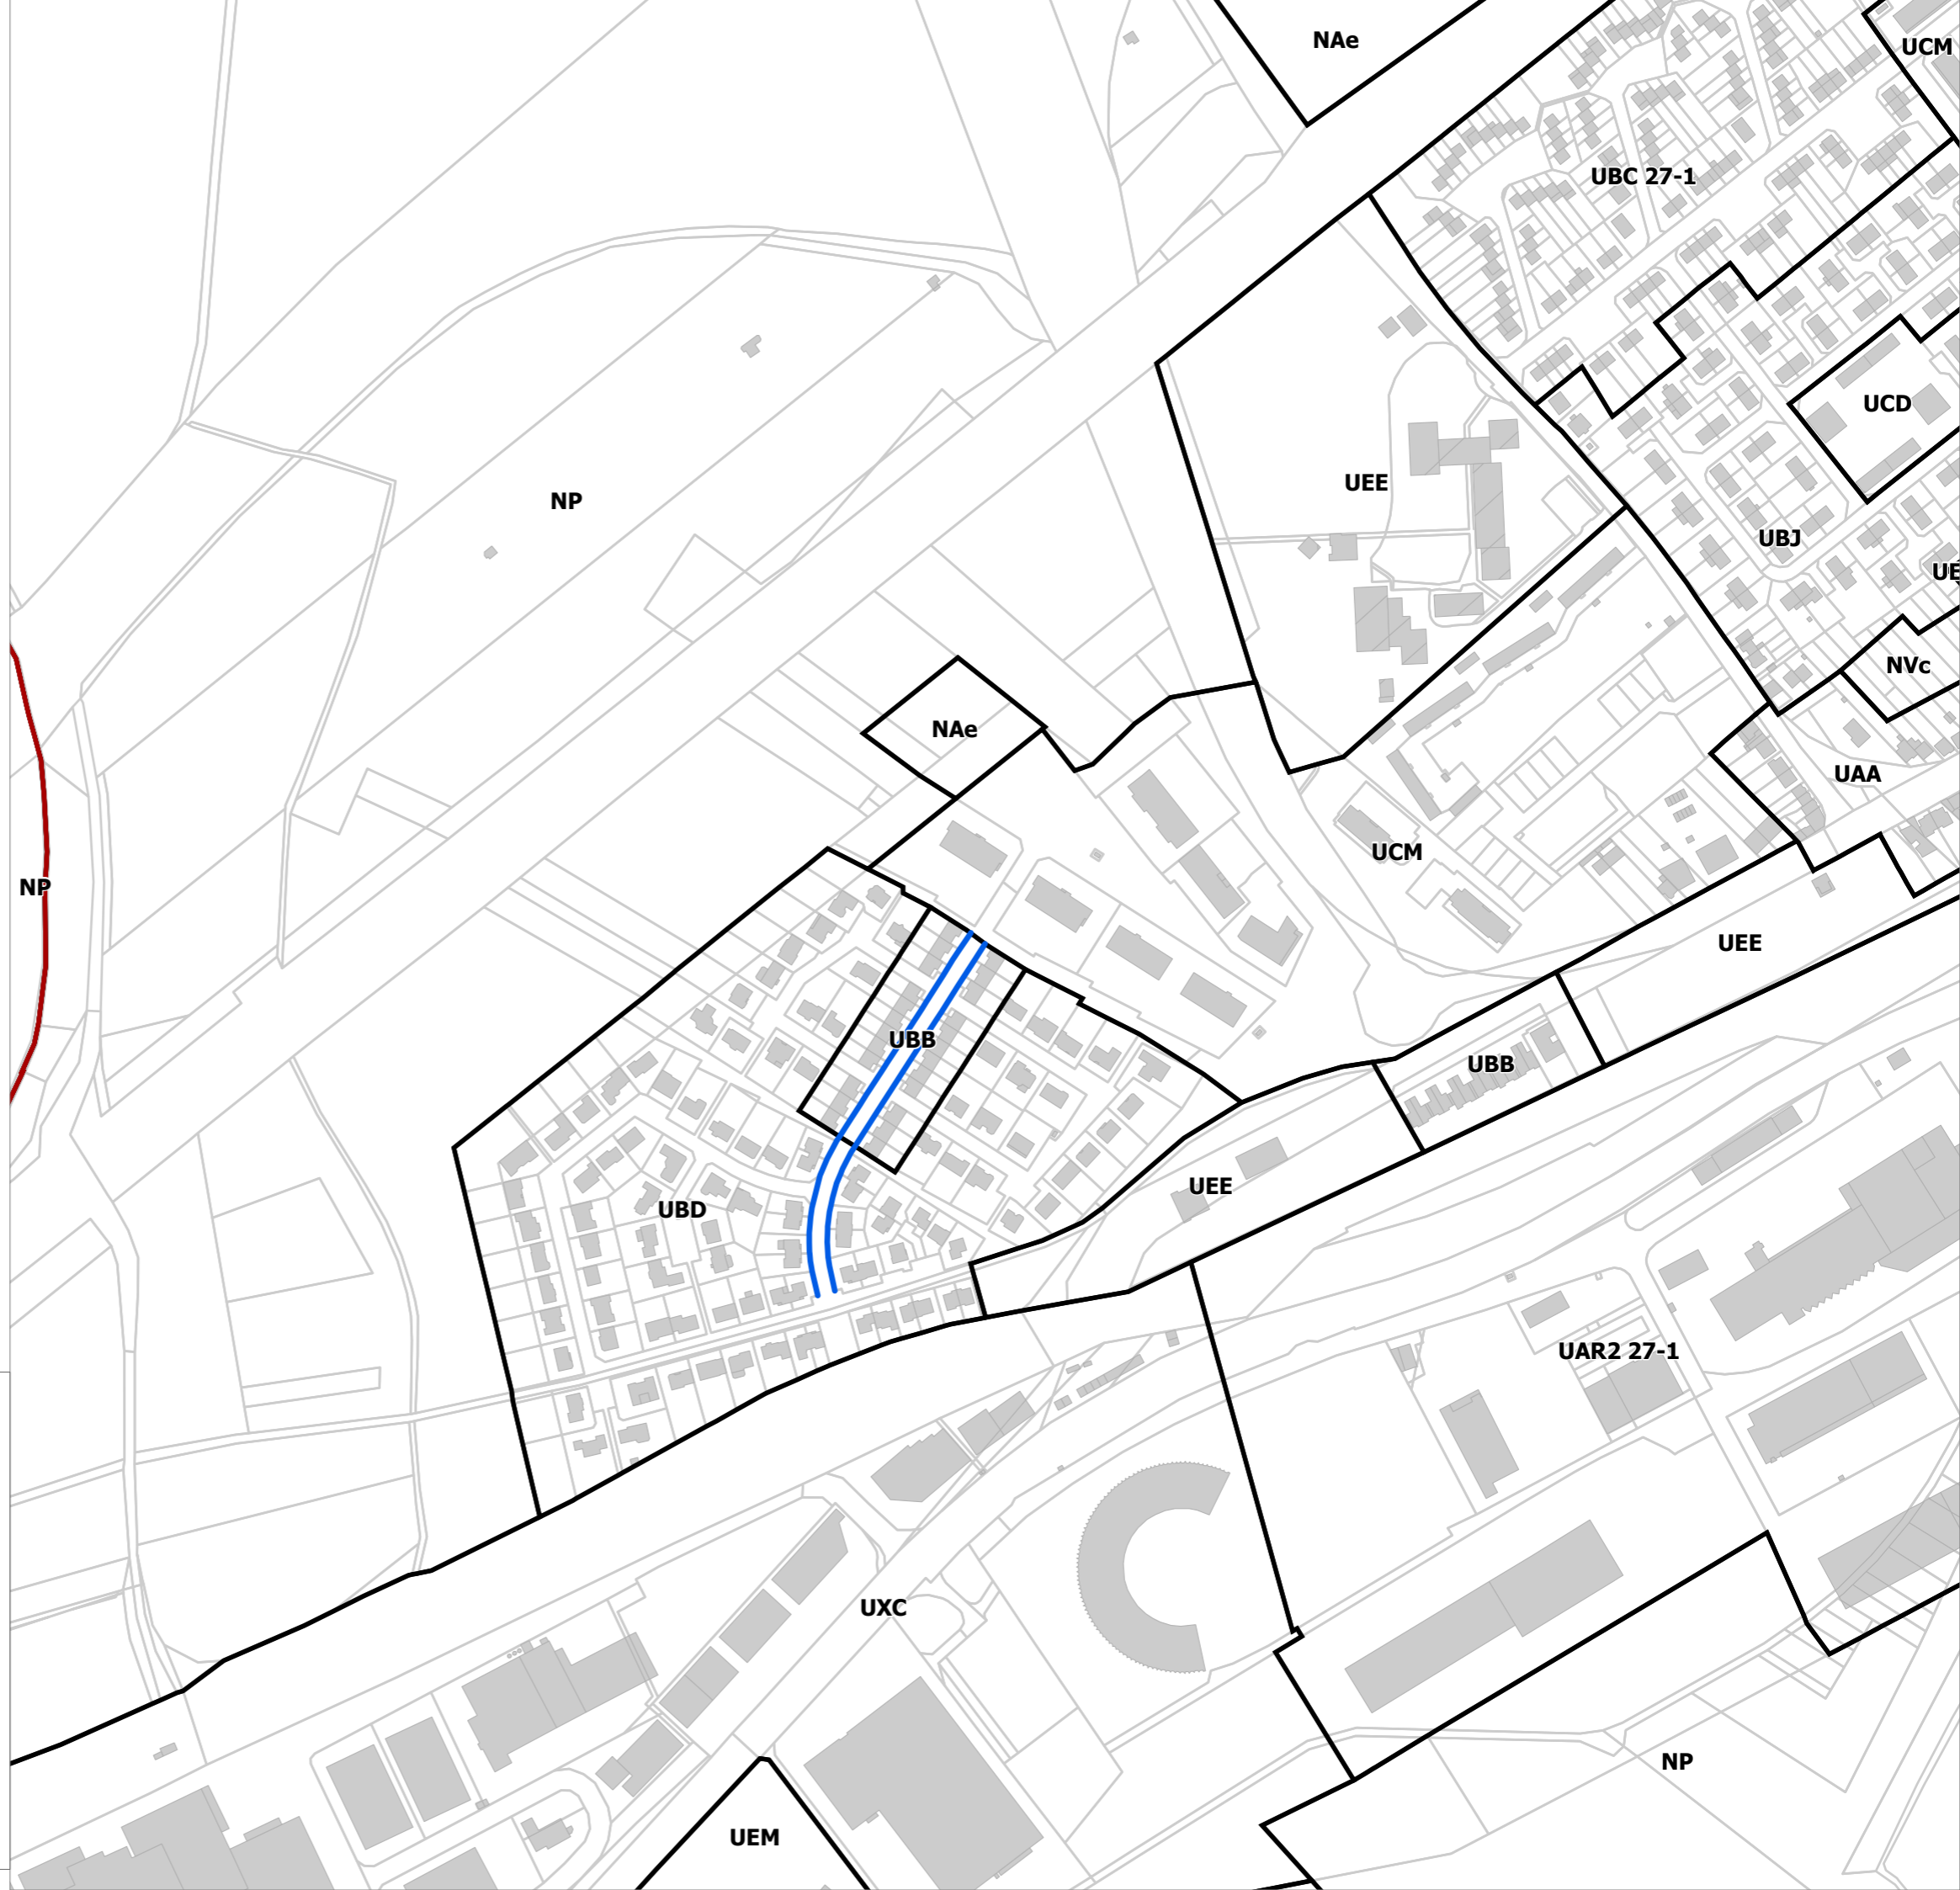 NAe
UCM
UBC 27-1
UCD
UEE
NP
UBJ
UE
NVc
NAe
UAA
UCM
NP
UEE
UBB
UBB
UEE
UBD
UAR2 27-1
UXC
NP
UEM